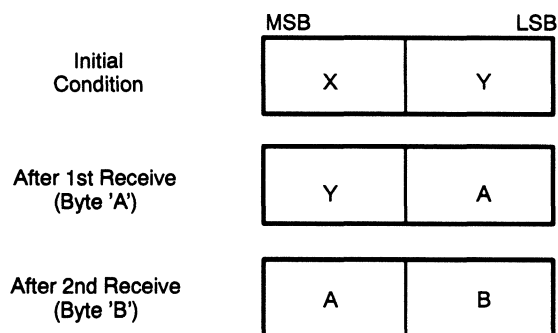 MSB LSB
Initial
Condition
X Y
After 1st Receive
(Byte 'A')
Y A
After 2nd Receive
(Byte 'B')
A B